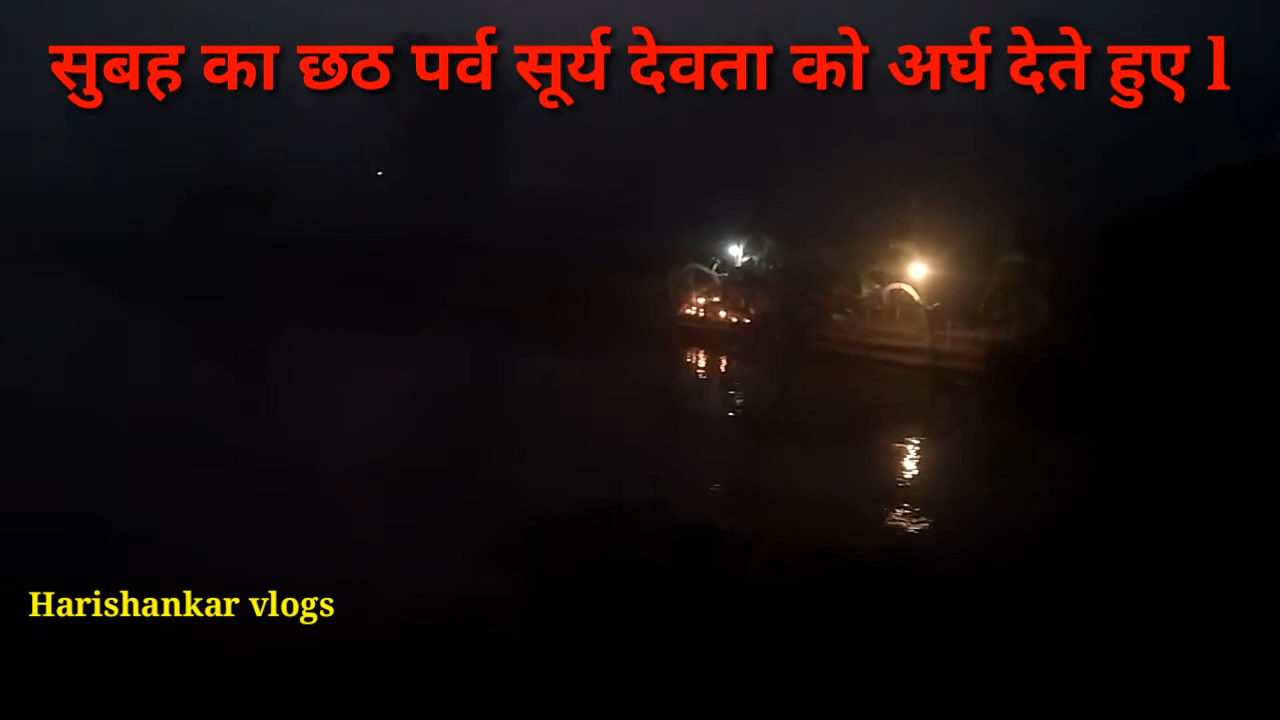 सुबह का छठ पर्व सूर्य देवता को अर्घ देते हुए l
Harishankar vlogs